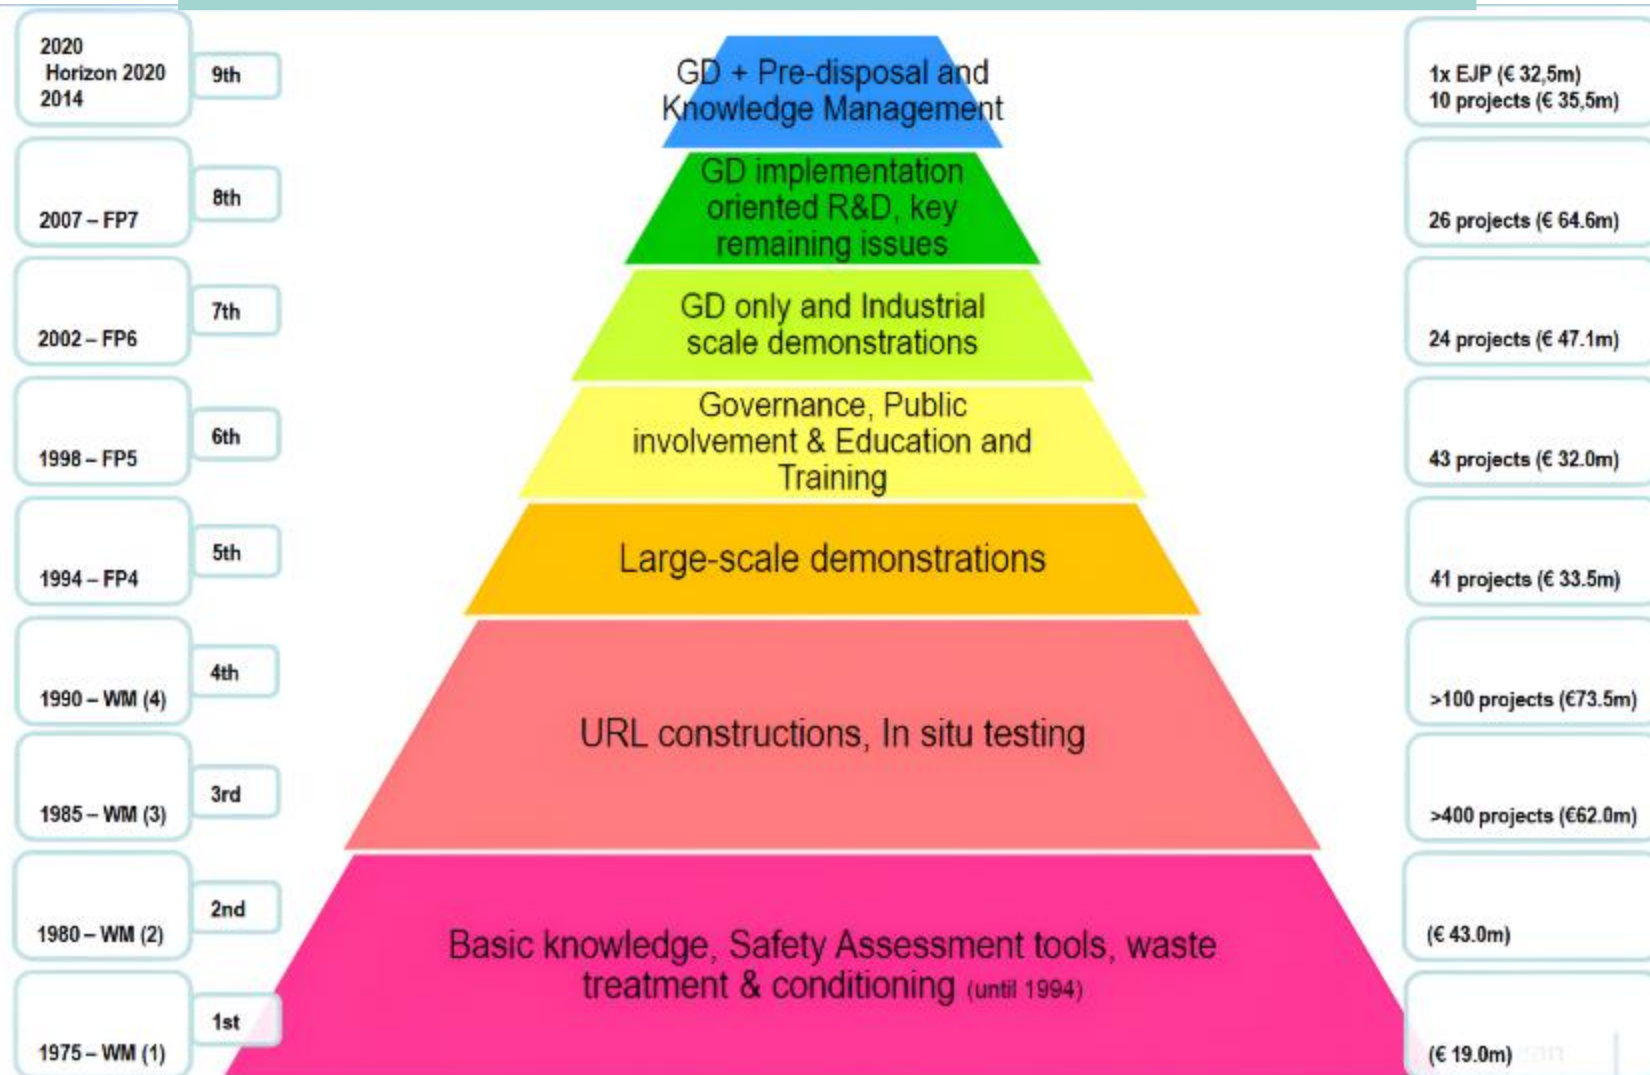 2020
Horizon 2020
2014
9th
GD + Pre-disposal and
Knowledge Management
1x EJP (€ 32,5m)
10 projects (€ 35,5m)
2007 – FP7
8th
GD implementation
oriented R&D, key
remaining issues
26 projects (€ 64.6m)
2002 – FP6
7th
GD only and Industrial
scale demonstrations
24 projects (€ 47.1m)
1998 – FP5
6th
Governance, Public
involvement & Education and
Training
43 projects (€ 32.0m)
1994 – FP4
5th
Large-scale demonstrations
41 projects (€ 33.5m)
1990 – WM (4)
4th
>100 projects (€73.5m)
URL constructions, In situ testing
1985 – WM (3)
3rd
>400 projects (€62.0m)
1980 – WM (2)
2nd
(€ 43.0m)
Basic knowledge, Safety Assessment tools, waste
treatment & conditioning (until 1994)
1975 – WM (1)
1st
(€ 19.0m)